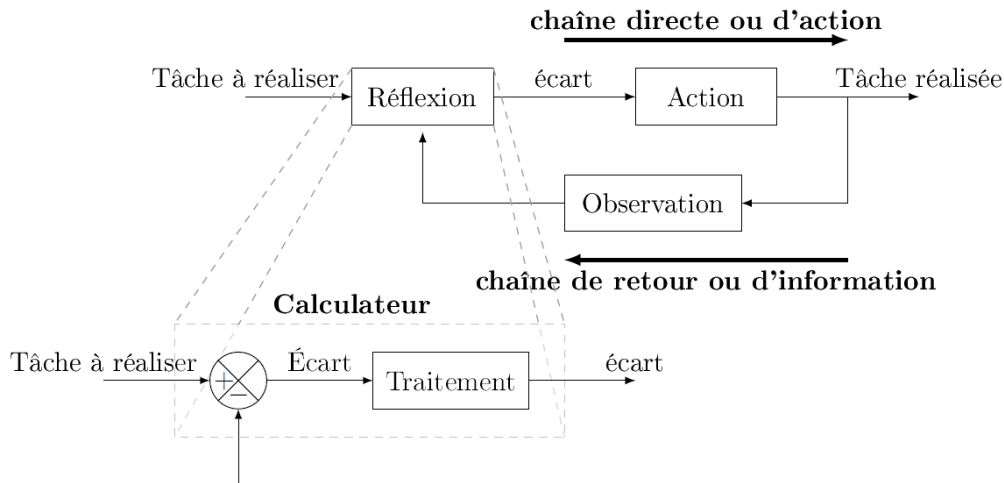 chaîne directe ou d'action
Tâche à réaliser
Réflexion
écart
Action
Tâche réalisée
Observation
chaîne de retour ou d'information
Calculateur
Tâche à réaliser
+
−
Écart
Traitement
écart